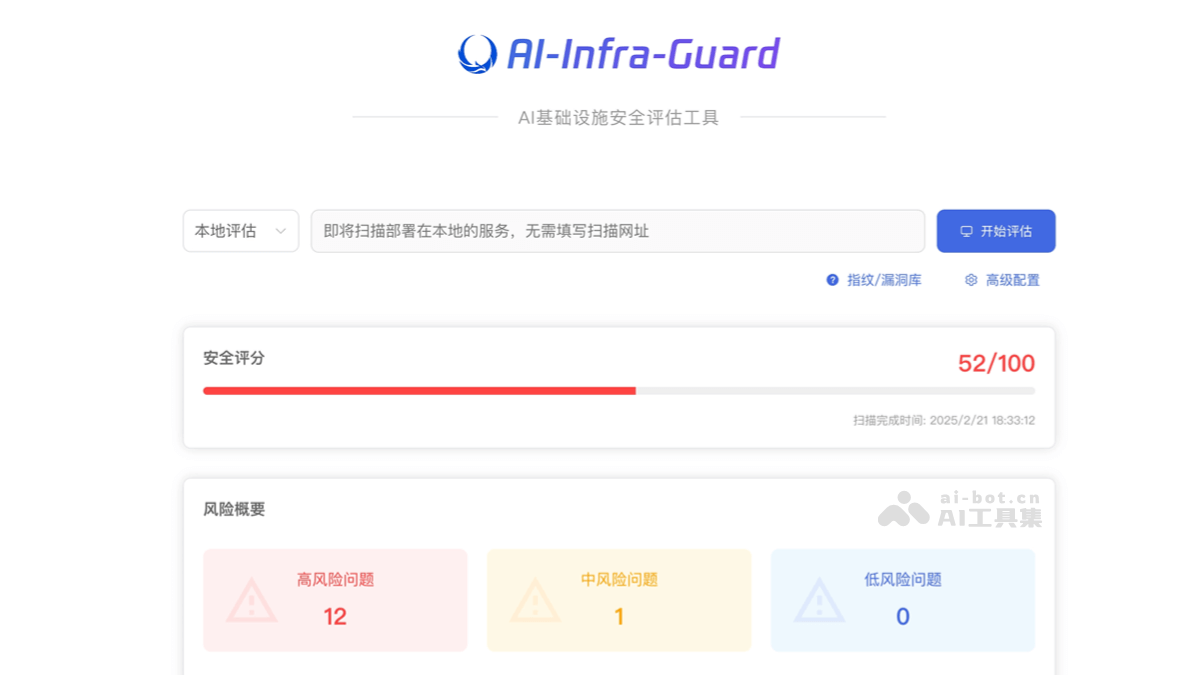 AI-Infra-Guard
AI基础设施安全评估工具
本地评估
即将扫描部署在本地的服务，无需填写扫描网址
开始评估
指纹/漏洞库
高级配置
安全评分
52/100
扫描完成时间: 2025/2/21 18:33:12
风险概要
ai-bot.cn
AI工具集
高风险问题
12
中风险问题
1
低风险问题
0